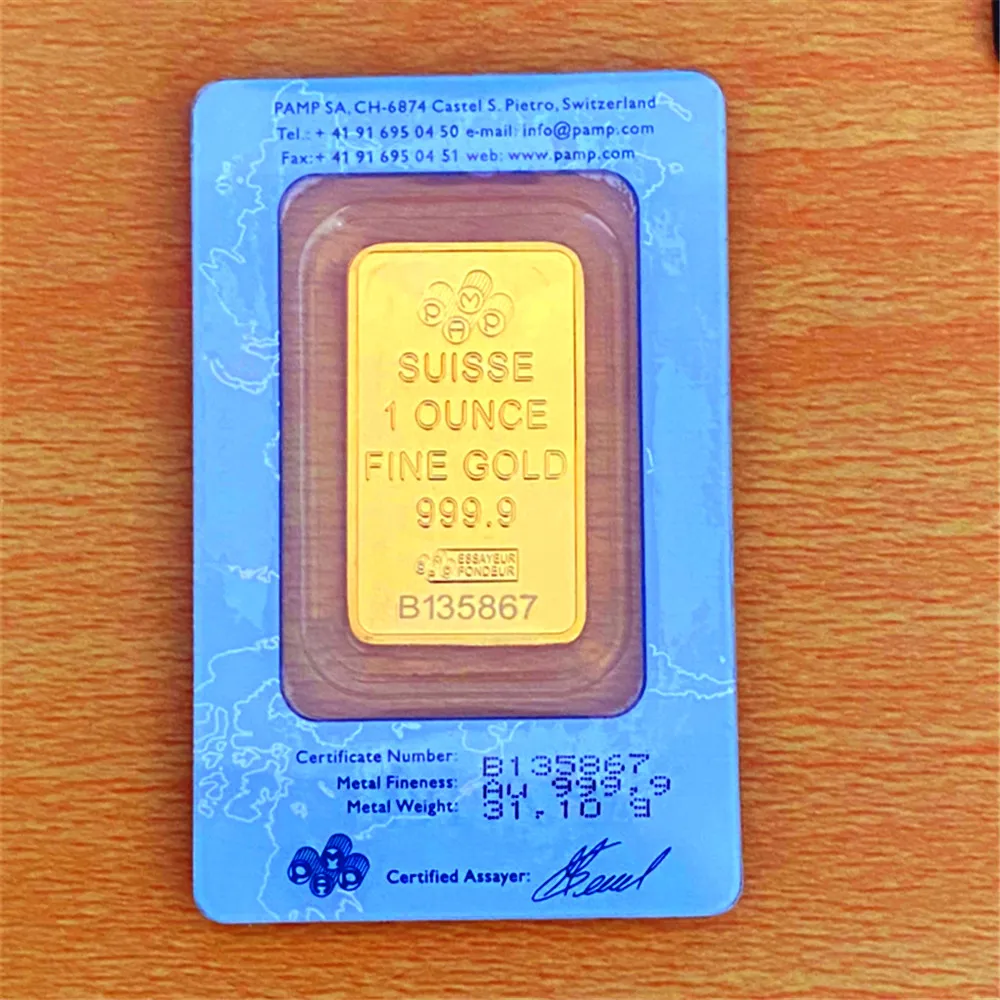 PAMP SA, CH-6874 Castel S. Pietro, Switzerland
Tel.: + 41 91 695 04 50 e-mail: info@pamp.com
Fax:+ 41 91 695 04 51 web: www.pamp.com
PAMP
SUISSE
1 OUNCE
FINE GOLD
999.9
ESSAYEUR
FONDEUR
B135867
Certificate Number: B135867
Metal Fineness: Au 999,9
Metal Weight: 31,10 g
PAMP
Certified Assayer: